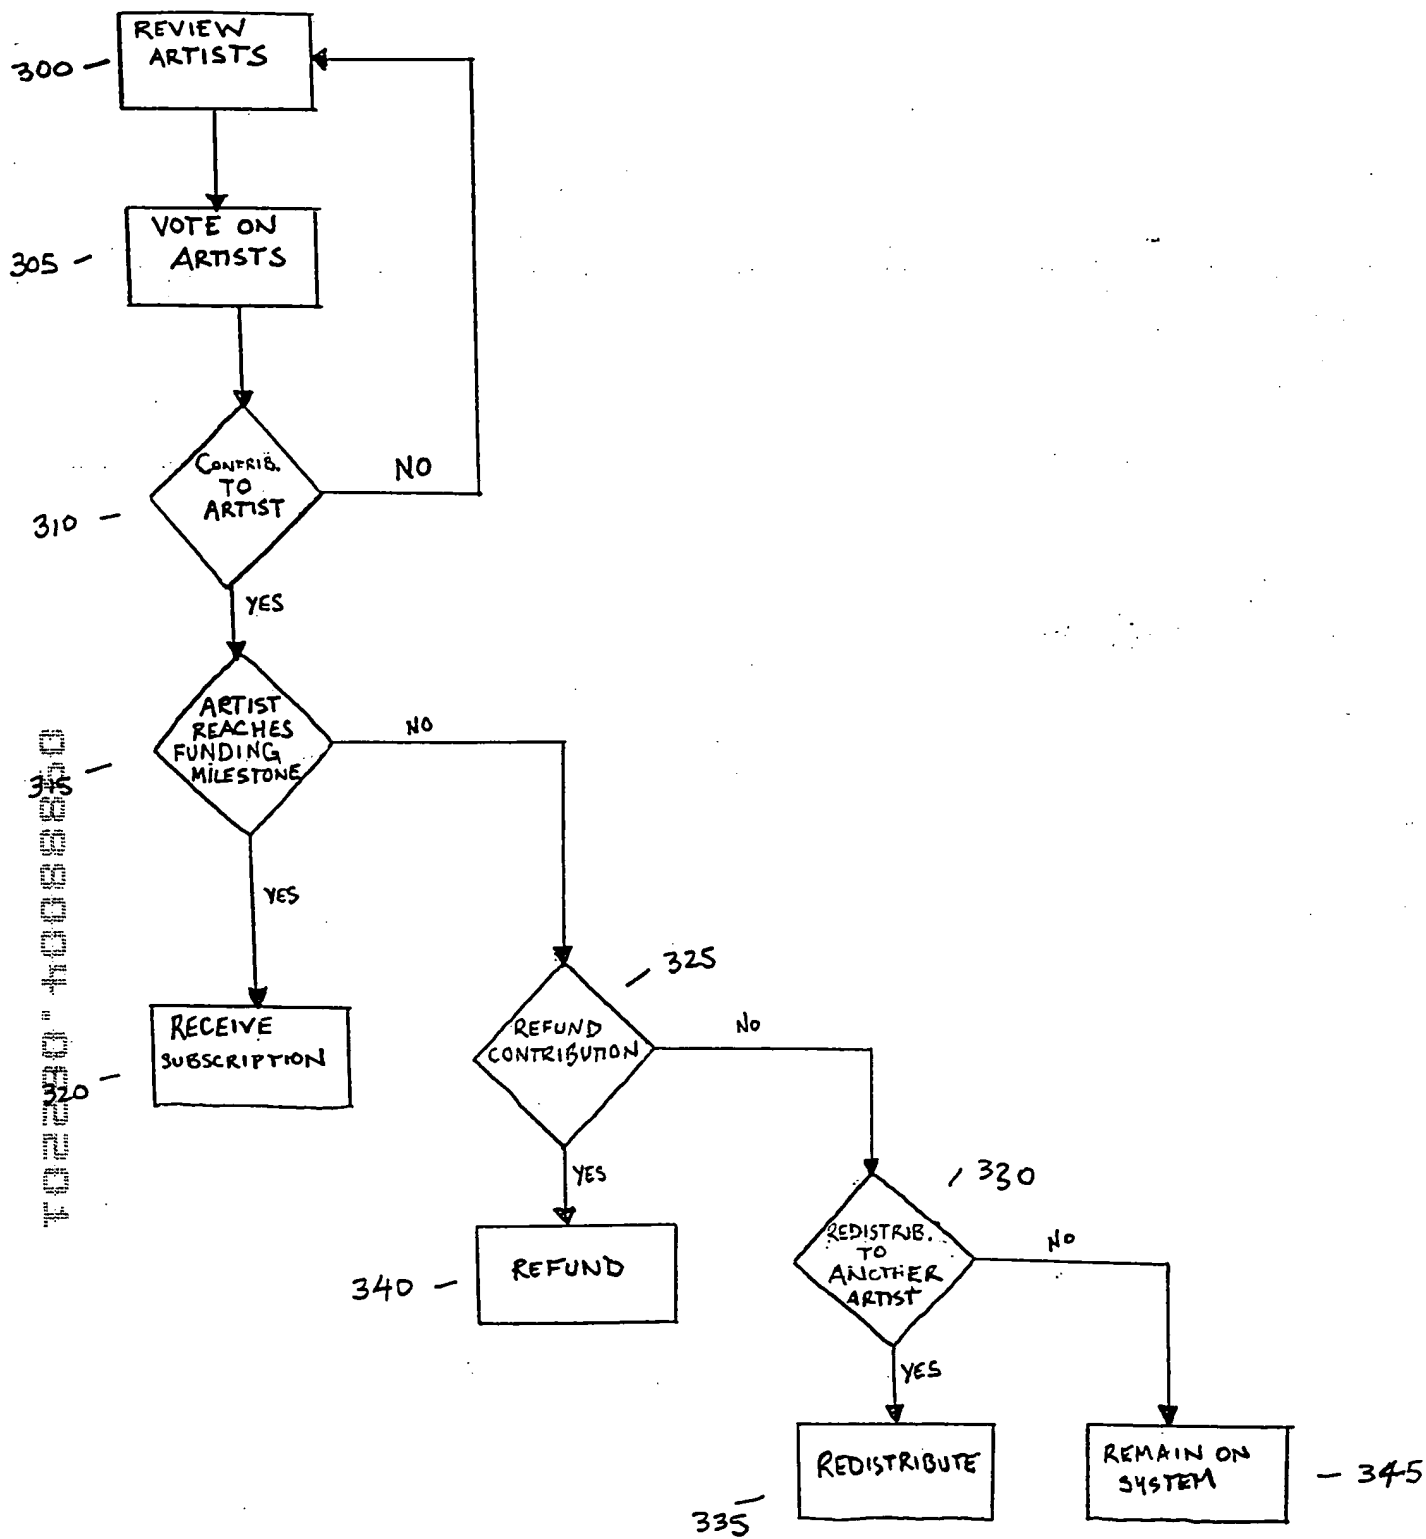 REVIEW
ARTISTS
300
VOTE ON
ARTISTS
305
CONTRIB.
TO
ARTIST
NO
310
YES
ARTIST
REACHES
FUNDING
MILESTONE
NO
315
YES
325
RECEIVE
SUBSCRIPTION
320
REFUND
CONTRIBUTION
NO
YES
330
REFUND
340
REDISTRIB.
TO
ANOTHER
ARTIST
NO
YES
REDISTRIBUTE
335
REMAIN ON
SYSTEM
345